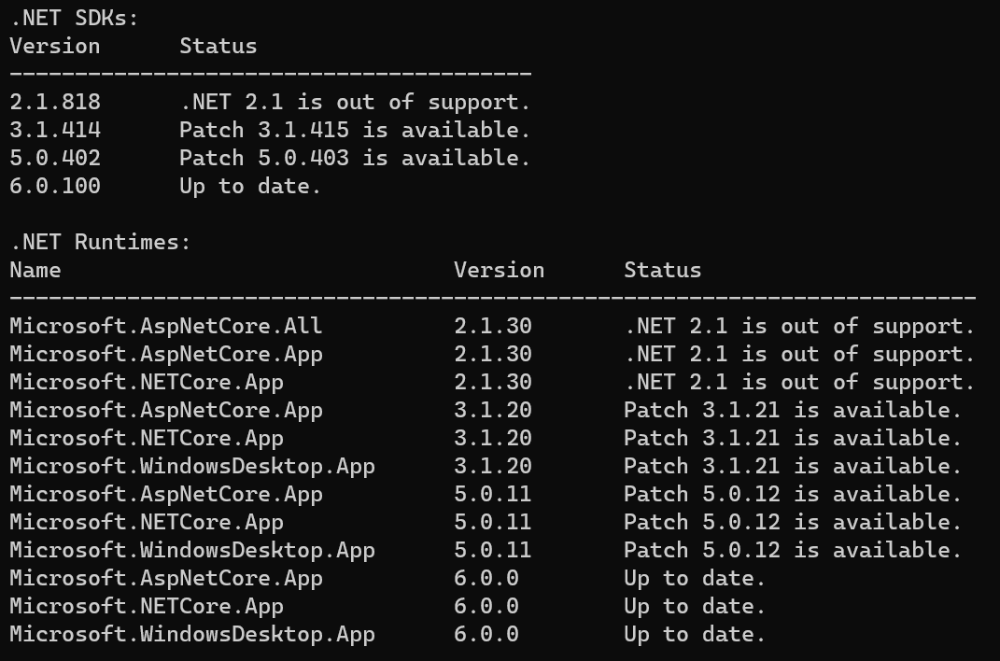 .NET SDKs:
Version      Status
----------------------------------------
2.1.818      .NET 2.1 is out of support.
3.1.414      Patch 3.1.415 is available.
5.0.402      Patch 5.0.403 is available.
6.0.100      Up to date.

.NET Runtimes:
Name                              Version      Status
--------------------------------------------------------------------------
Microsoft.AspNetCore.All          2.1.30       .NET 2.1 is out of support.
Microsoft.AspNetCore.App          2.1.30       .NET 2.1 is out of support.
Microsoft.NETCore.App             2.1.30       .NET 2.1 is out of support.
Microsoft.AspNetCore.App          3.1.20       Patch 3.1.21 is available.
Microsoft.NETCore.App             3.1.20       Patch 3.1.21 is available.
Microsoft.WindowsDesktop.App      3.1.20       Patch 3.1.21 is available.
Microsoft.AspNetCore.App          5.0.11       Patch 5.0.12 is available.
Microsoft.NETCore.App             5.0.11       Patch 5.0.12 is available.
Microsoft.WindowsDesktop.App      5.0.11       Patch 5.0.12 is available.
Microsoft.AspNetCore.App          6.0.0        Up to date.
Microsoft.NETCore.App             6.0.0        Up to date.
Microsoft.WindowsDesktop.App      6.0.0        Up to date.